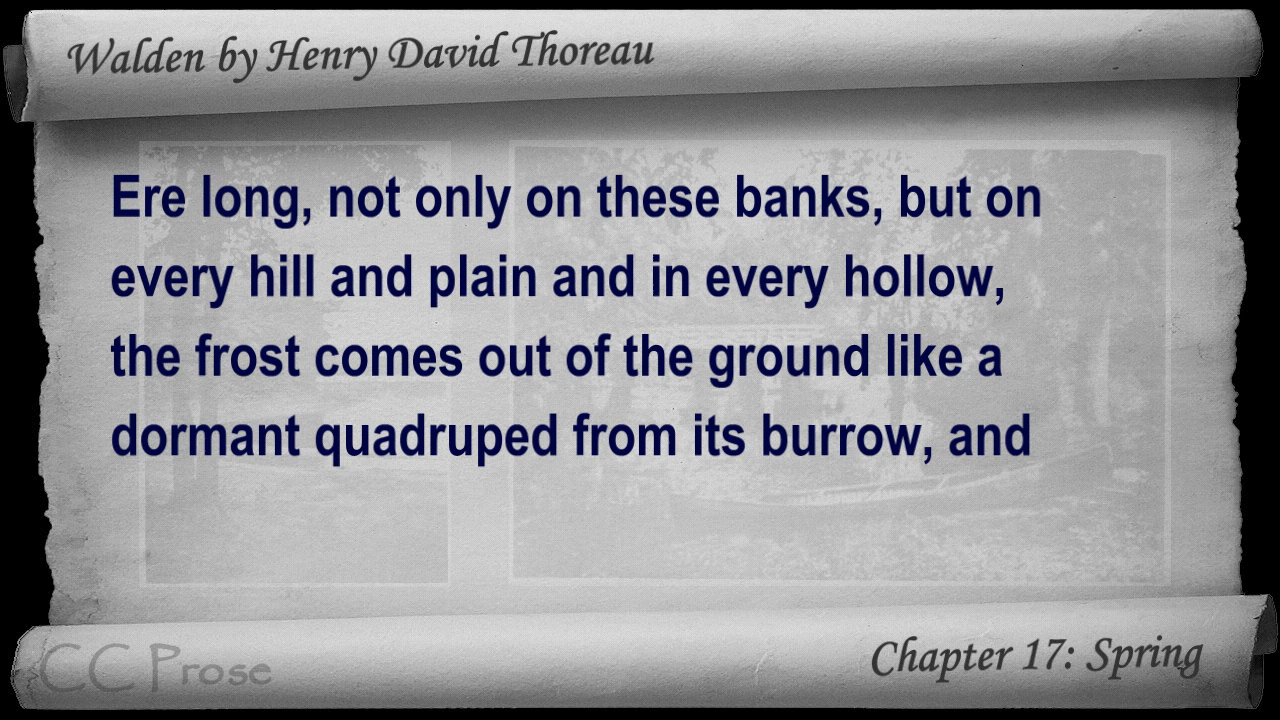 Walden by Henry David Thoreau
Ere long, not only on these banks, but on
every hill and plain and in every hollow,
the frost comes out of the ground like a
dormant quadruped from its burrow, and
CC Prose
Chapter 17: Spring